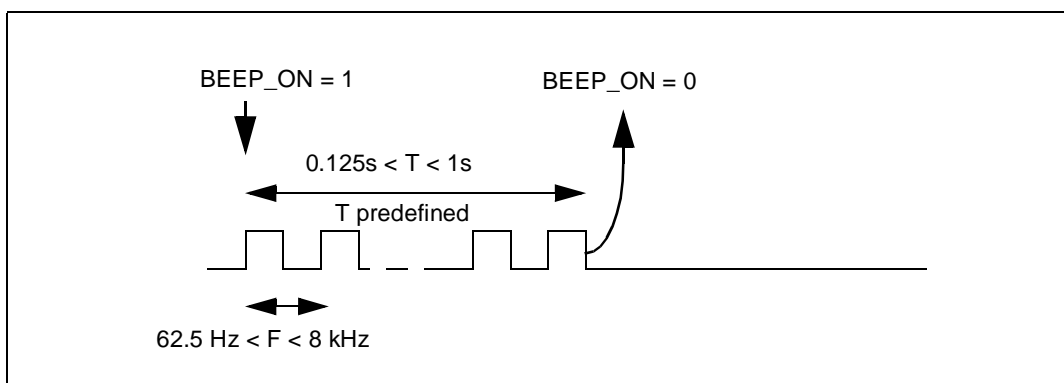 BEEP_ON = 1
BEEP_ON = 0
0.125s < T < 1s
T predefined
62.5 Hz < F < 8 kHz